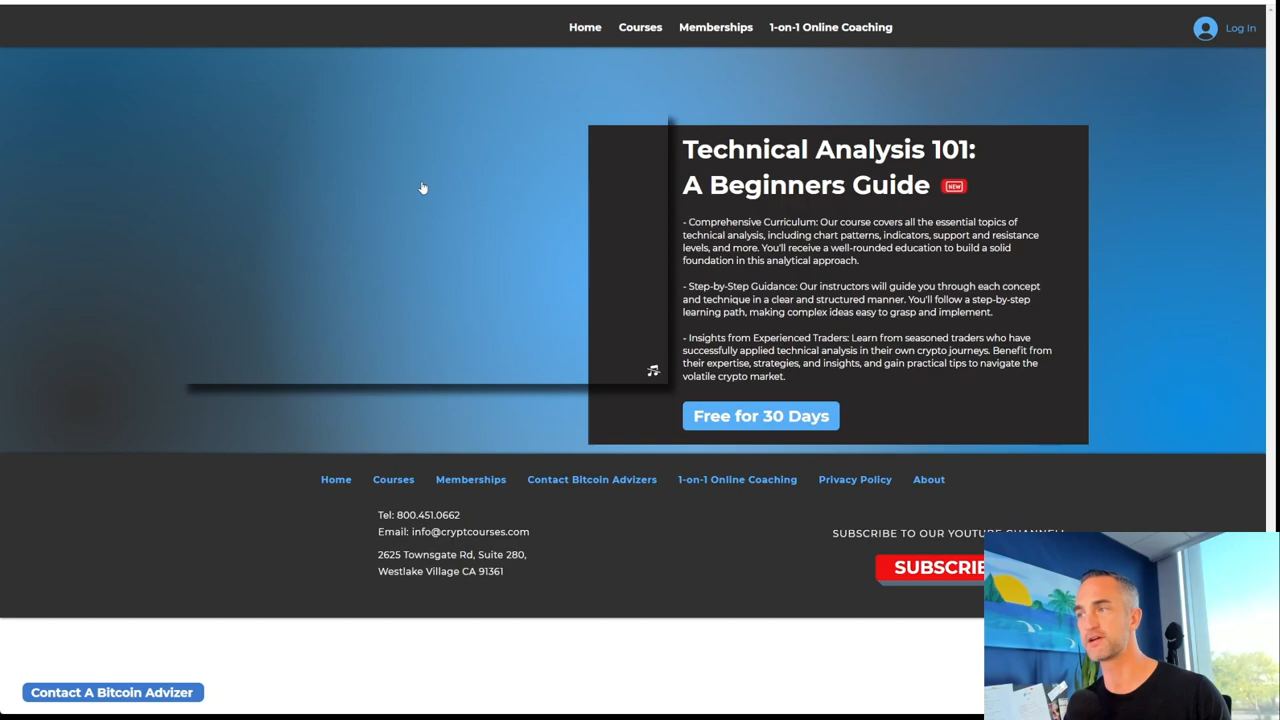 Home Courses Memberships 1-on-1 Online Coaching Log In
Technical Analysis 101:
A Beginners Guide NEW
- Comprehensive Curriculum: Our course covers all the essential topics of
technical analysis, including chart patterns, indicators, support and resistance
levels, and more. You'll receive a well-rounded education to build a solid
foundation in this analytical approach.
- Step-by-Step Guidance: Our instructors will guide you through each concept
and technique in a clear and structured manner. You'll follow a step-by-step
learning path, making complex ideas easy to grasp and implement.
- Insights from Experienced Traders: Learn from seasoned traders who have
successfully applied technical analysis in their own crypto journeys. Benefit from
their expertise, strategies, and insights, and gain practical tips to navigate the
volatile crypto market.
Free for 30 Days
Home Courses Memberships Contact Bitcoin Advizers 1-on-1 Online Coaching Privacy Policy About
Tel: 800.451.0662
Email: info@cryptcourses.com
2625 Townsgate Rd, Suite 280,
Westlake Village CA 91361
SUBSCRIBE TO OUR YOUTUBE CHANNEL
SUBSCRIBE
Contact A Bitcoin Advizer